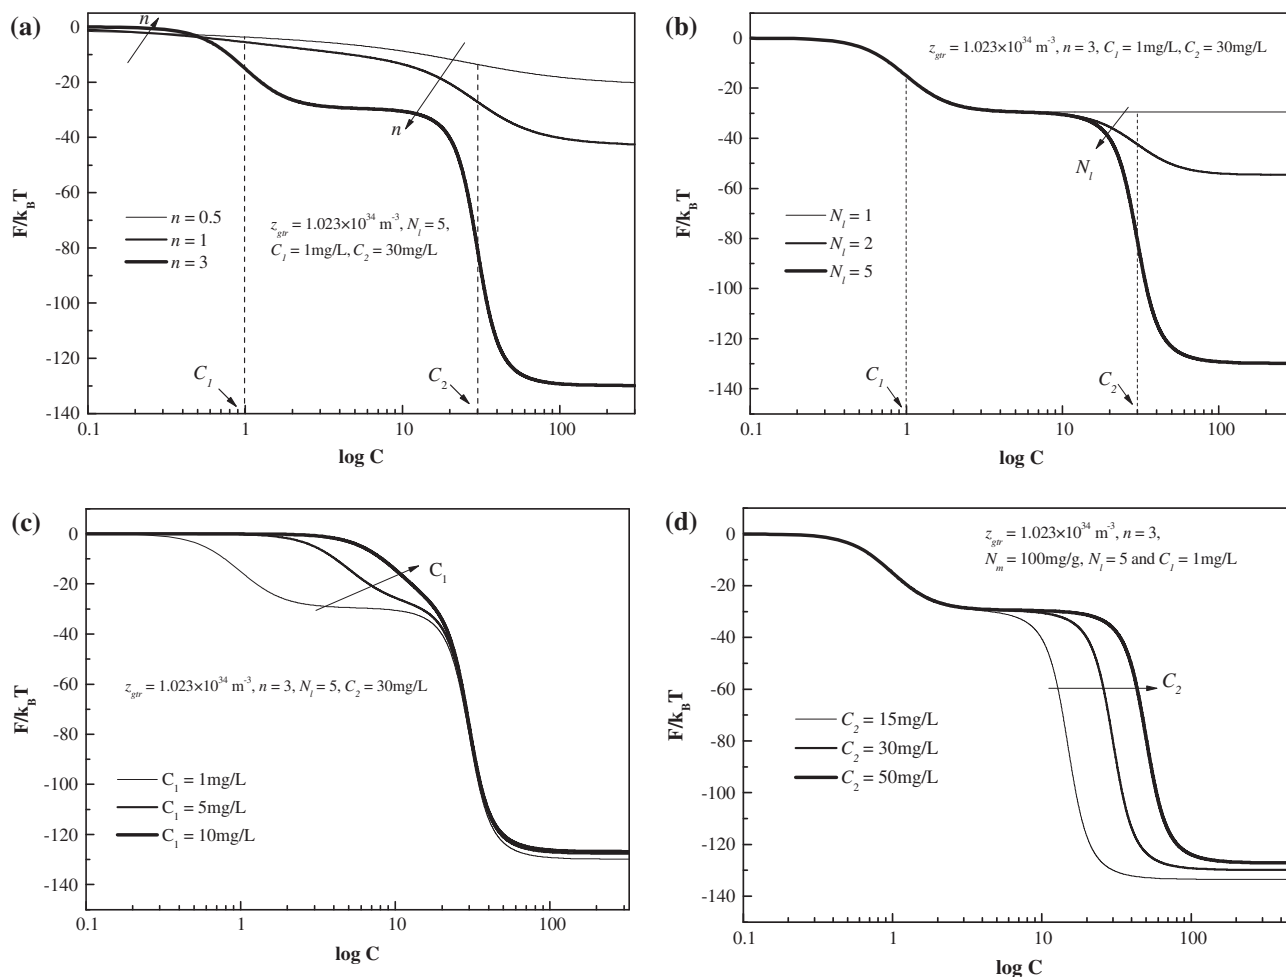 (a)
0
-20
-40
-60
-80
-100
-120
-140
F/k_BT
n
n
n = 0.5
n = 1
n = 3
z_gtr = 1.023×10^34 m^-3, N_l = 5,
C_1 = 1mg/L, C_2 = 30mg/L
C_1
C_2
0.1 1 10 100
log C
(b)
0
-20
-40
-60
-80
-100
-120
-140
F/k_BT
z_gtr = 1.023×10^34 m^-3, n = 3, C_1 = 1mg/L, C_2 = 30mg/L
N_l
N_l = 1
N_l = 2
N_l = 5
C_1
C_2
0.1 1 10 100
log C
(c)
0
-20
-40
-60
-80
-100
-120
-140
F/k_BT
C_1
z_gtr = 1.023×10^34 m^-3, n = 3, N_l = 5, C_2 = 30mg/L
C_1 = 1mg/L
C_1 = 5mg/L
C_1 = 10mg/L
0.1 1 10 100
log C
(d)
0
-20
-40
-60
-80
-100
-120
-140
F/k_BT
z_gtr = 1.023×10^34 m^-3, n = 3,
N_m = 100mg/g, N_l = 5 and C_1 = 1mg/L
C_2
C_2 = 15mg/L
C_2 = 30mg/L
C_2 = 50mg/L
0.1 1 10 100
log C